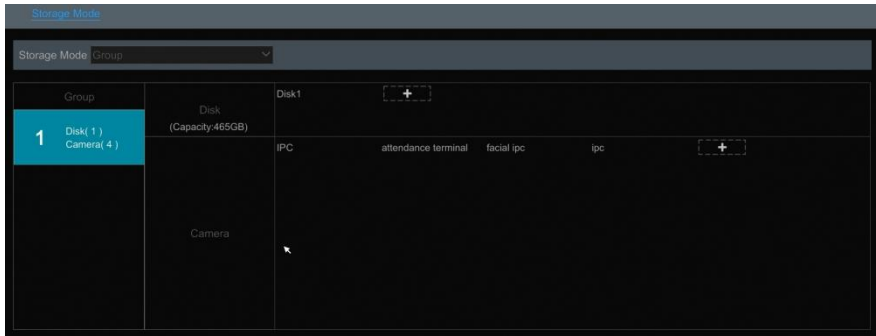 Storage Mode
Storage Mode Group
Group
1
Disk( 1 )
Camera( 4 )
Disk
(Capacity:465GB)
Disk1 +
Camera
IPC attendance terminal facial ipc ipc +